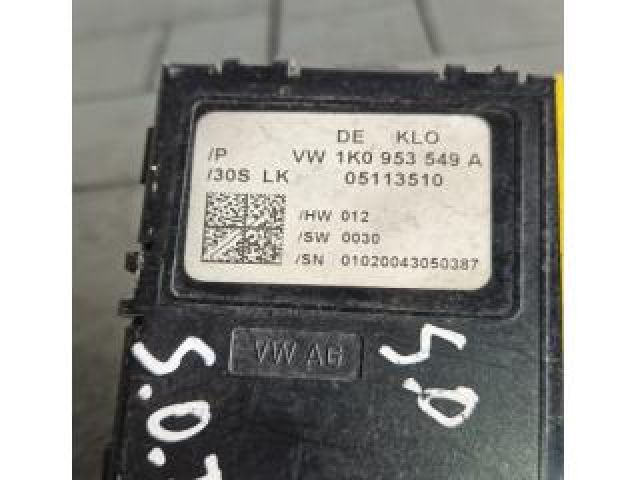 DE KLO
/P VW 1K0 953 549 A
/30S LK 05113510
/HW 012
/SW 0030
/SN 01020043050387
VW AG
S.O
S.O.